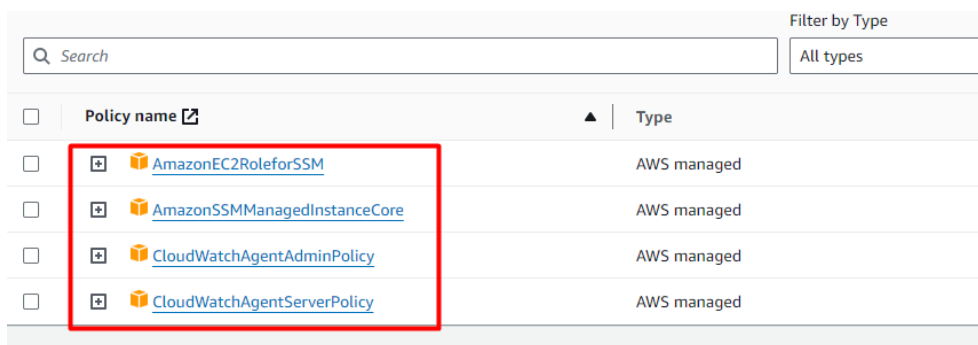 Filter by Type
Search
All types
Policy name
Type
AmazonEC2RoleforSSM
AWS managed
AmazonSSMManagedInstanceCore
AWS managed
CloudWatchAgentAdminPolicy
AWS managed
CloudWatchAgentServerPolicy
AWS managed